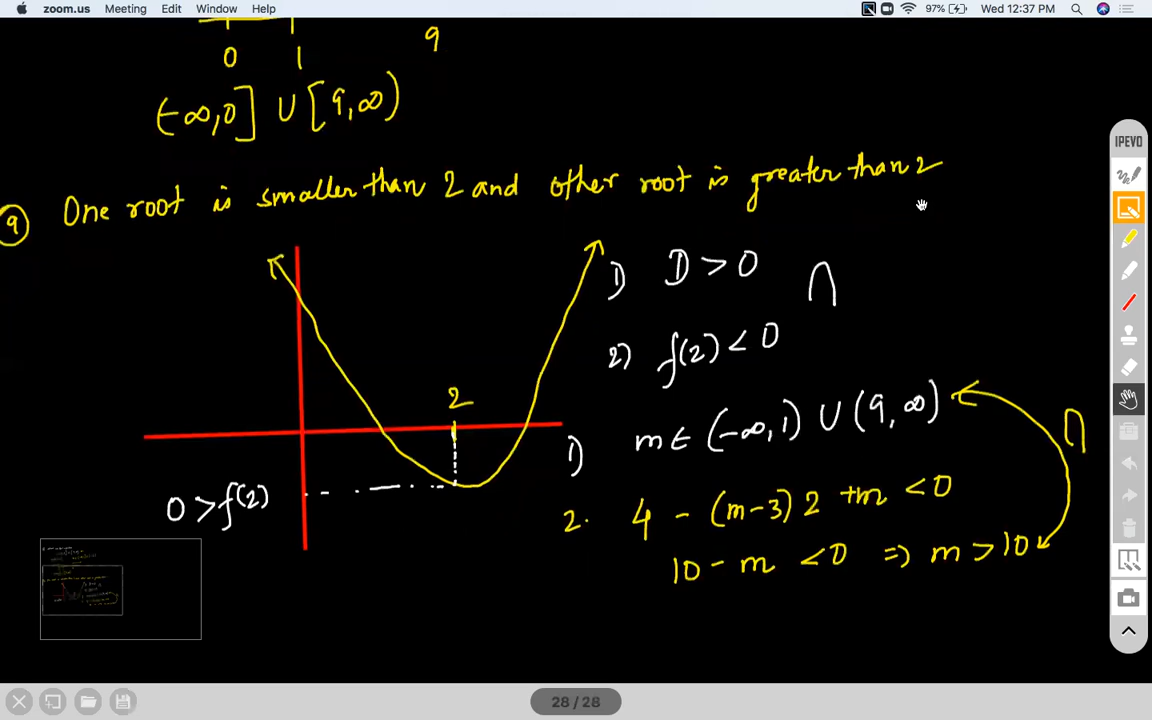 zoom.us Meeting Edit Window Help 97% Wed 12:37 PM
0 1 9
(-∞,0] ∪ [9,∞)
9 One root is smaller than 2 and other root is greater than 2
1) D > 0 ∩
2) f(2) < 0
2
1) m ∈ (-∞,1) ∪ (9,∞) ∩
0 > f(2)
2. 4 - (m-3) 2 + m < 0
10 - m < 0 ⇒ m > 10
IPEVO
28 / 28